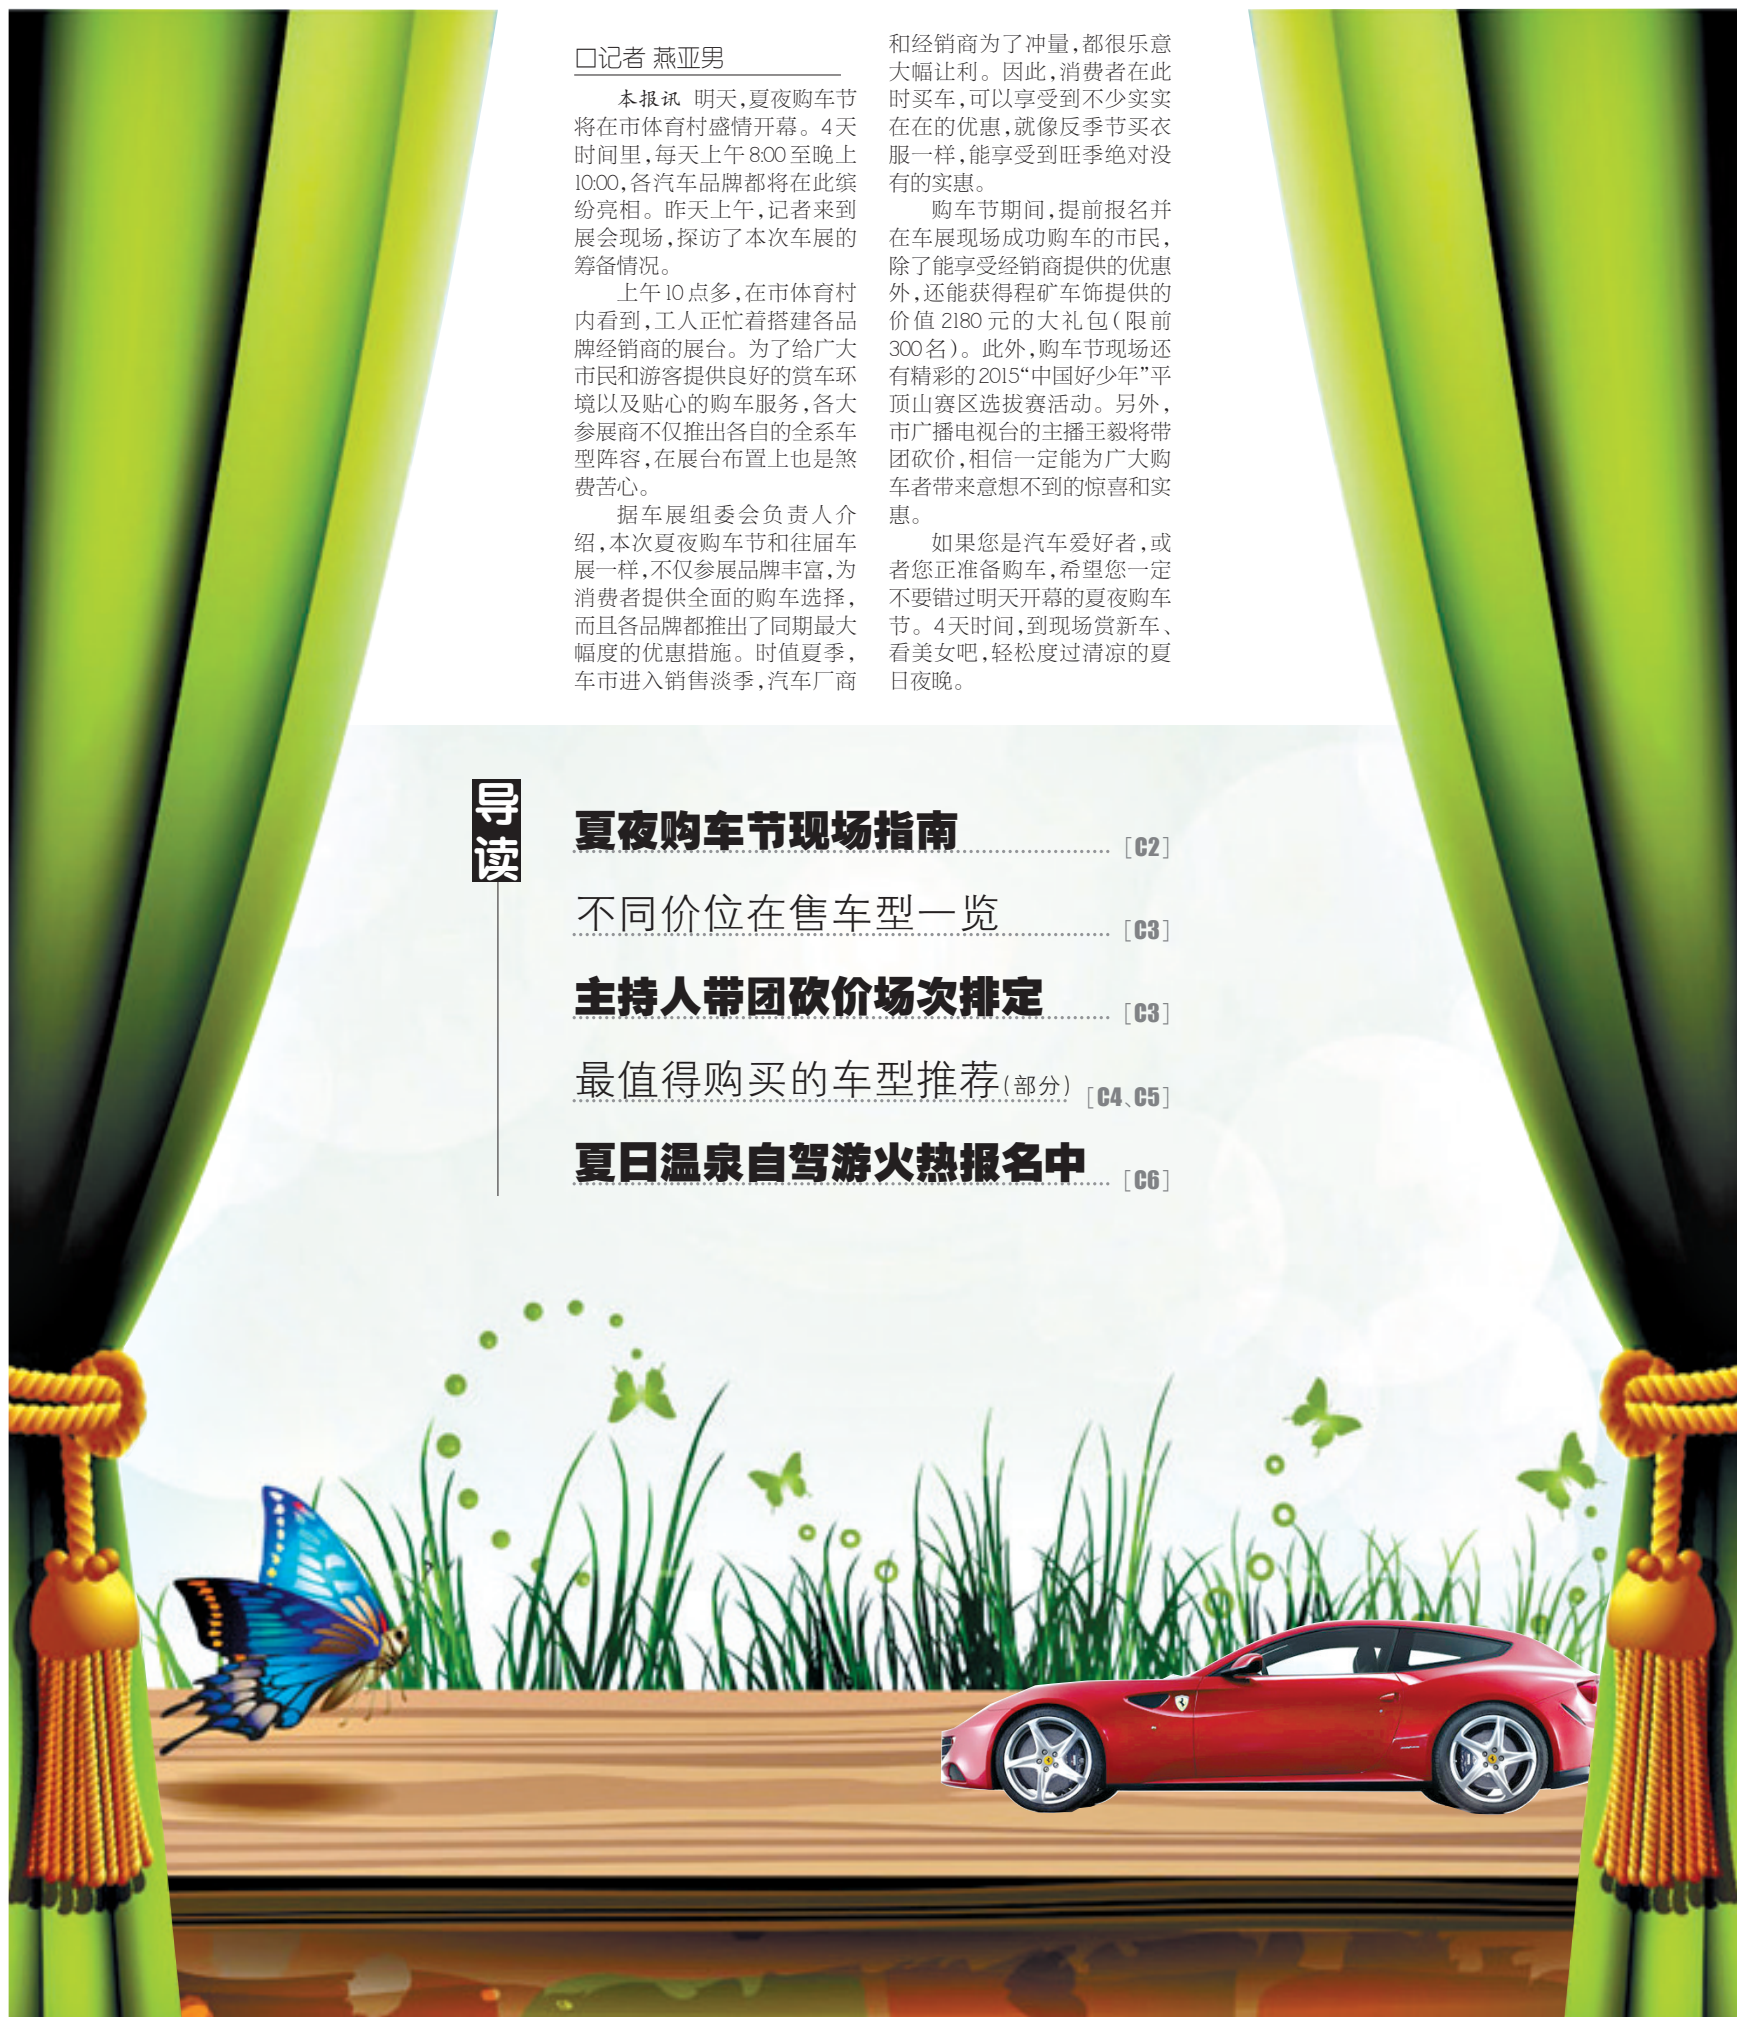 □记者 燕亚男
本报讯 明天,夏夜购车节
将在市体育村盛情开幕。4天
时间里,每天上午8:00至晚上
10:00,各汽车品牌都将在此缤
纷亮相。昨天上午,记者来到
展会现场,探访了本次车展的
筹备情况。
上午10点多,在市体育村
内看到,工人正忙着搭建各品
牌经销商的展台。为了给广大
市民和游客提供良好的赏车环
境以及贴心的购车服务,各大
参展商不仅推出各自的全系车
型阵容,在展台布置上也是煞
费苦心。
据车展组委会负责人介
绍,本次夏夜购车节和往届车
展一样,不仅参展品牌丰富,为
消费者提供全面的购车选择,
而且各品牌都推出了同期最大
幅度的优惠措施。时值夏季,
车市进入销售淡季,汽车厂商
和经销商为了冲量,都很乐意
大幅让利。因此,消费者在此
时买车,可以享受到不少实实
在在的优惠,就像反季节买衣
服一样,能享受到旺季绝对没
有的实惠。
购车节期间,提前报名并
在车展现场成功购车的市民,
除了能享受经销商提供的优惠
外,还能获得程矿车饰提供的
价值2180元的大礼包(限前
300名)。此外,购车节现场还
有精彩的2015“中国好少年”平
顶山赛区选拔赛活动。另外,
市广播电视台的主播王毅将带
团砍价,相信一定能为广大购
车者带来意想不到的惊喜和实
惠。
如果您是汽车爱好者,或
者您正准备购车,希望您一定
不要错过明天开幕的夏夜购车
节。4天时间,到现场赏新车、
看美女吧,轻松度过清凉的夏
日夜晚。
导读
夏夜购车节现场指南 [C2]
不同价位在售车型一览 [C3]
主持人带团砍价场次排定 [C3]
最值得购买的车型推荐(部分) [C4、C5]
夏日温泉自驾游火热报名中 [C6]